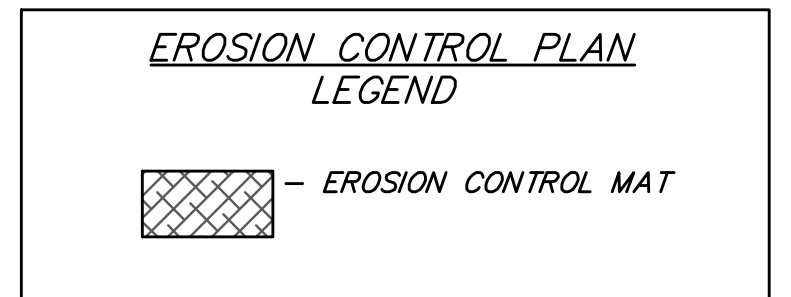 EROSION CONTROL PLAN
LEGEND
– EROSION CONTROL MAT